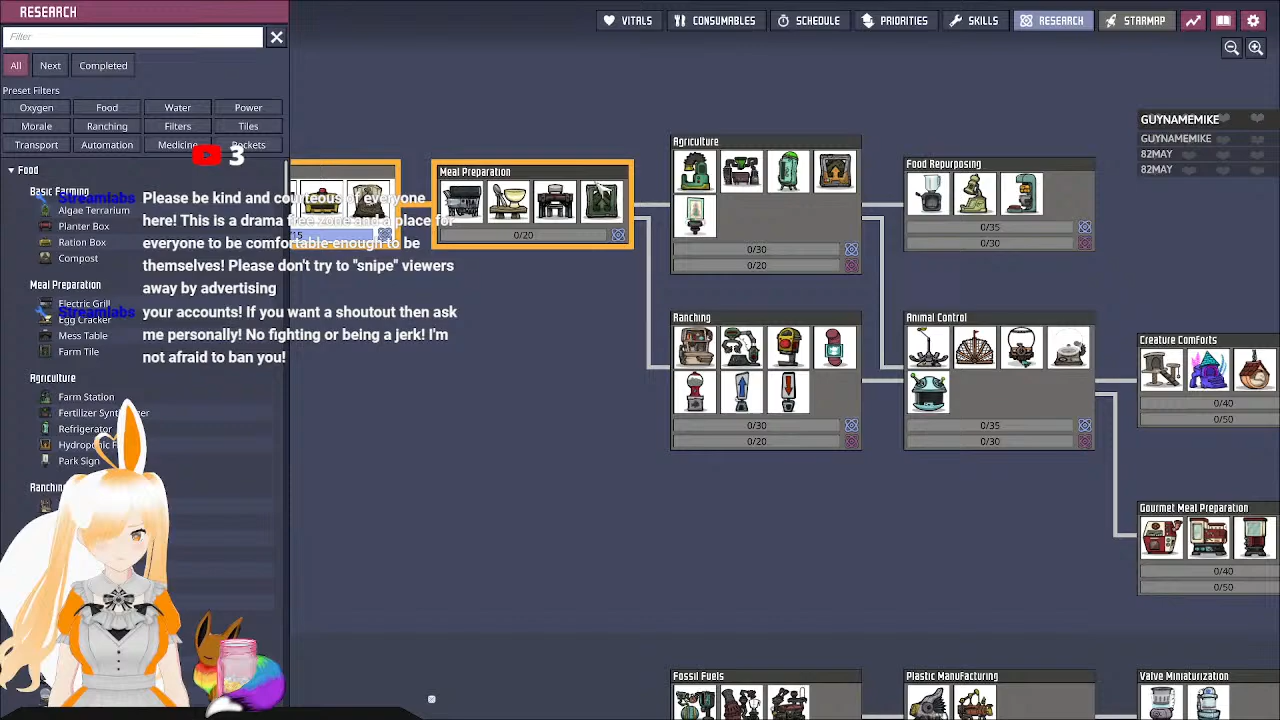 RESEARCH
VITALS
CONSUMABLES
SCHEDULE
PRIORITIES
SKILLS
RESEARCH
STARMAP
Filter
All
Next
Completed
Preset Filters
Oxygen
Food
Water
Power
Morale
Ranching
Filters
Tiles
Transport
Automation
Medicine
Rockets
3
Food
Basic Farming
Algae Terrarium
Planter Box
Ration Box
Compost
Meal Preparation
Electric Grill
Egg Cracker
Mess Table
Farm Tile
Agriculture
Farm Station
Fertilizer Synt
Refrigerator
Hydroponic F
Park Sign
Ranching
Streamlabs Please be kind and courteous of everyone
here! This is a drama free zone and a place for
everyone to be comfortable enough to be
themselves! Please don't try to "snipe" viewers
away by advertising
Streamlabs your accounts! If you want a shoutout then ask
me personally! No fighting or being a jerk! I'm
not afraid to ban you!
Meal Preparation
0/20
Agriculture
0/30
0/20
Food Repurposing
0/35
0/30
Ranching
0/30
0/20
Animal Control
0/35
0/30
Creature Comforts
0/40
0/50
Gourmet Meal Preparation
0/40
0/50
Fossil Fuels
Plastic Manufacturing
Valve Miniaturization
GUYNAMEMIKE
GUYNAMEMIKE
82MAY
82MAY